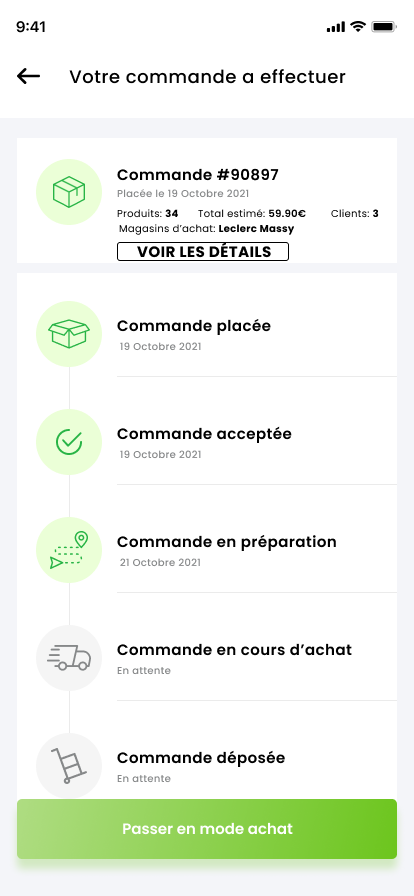 9:41
Votre commande a effectuer
Commande #90897
Placée le 19 Octobre 2021
Produits: 34 Total estimé: 59.90€ Clients: 3
Magasins d’achat: Leclerc Massy
VOIR LES DÉTAILS
Commande placée
19 Octobre 2021
Commande acceptée
19 Octobre 2021
Commande en préparation
21 Octobre 2021
Commande en cours d’achat
En attente
Commande déposée
En attente
Passer en mode achat